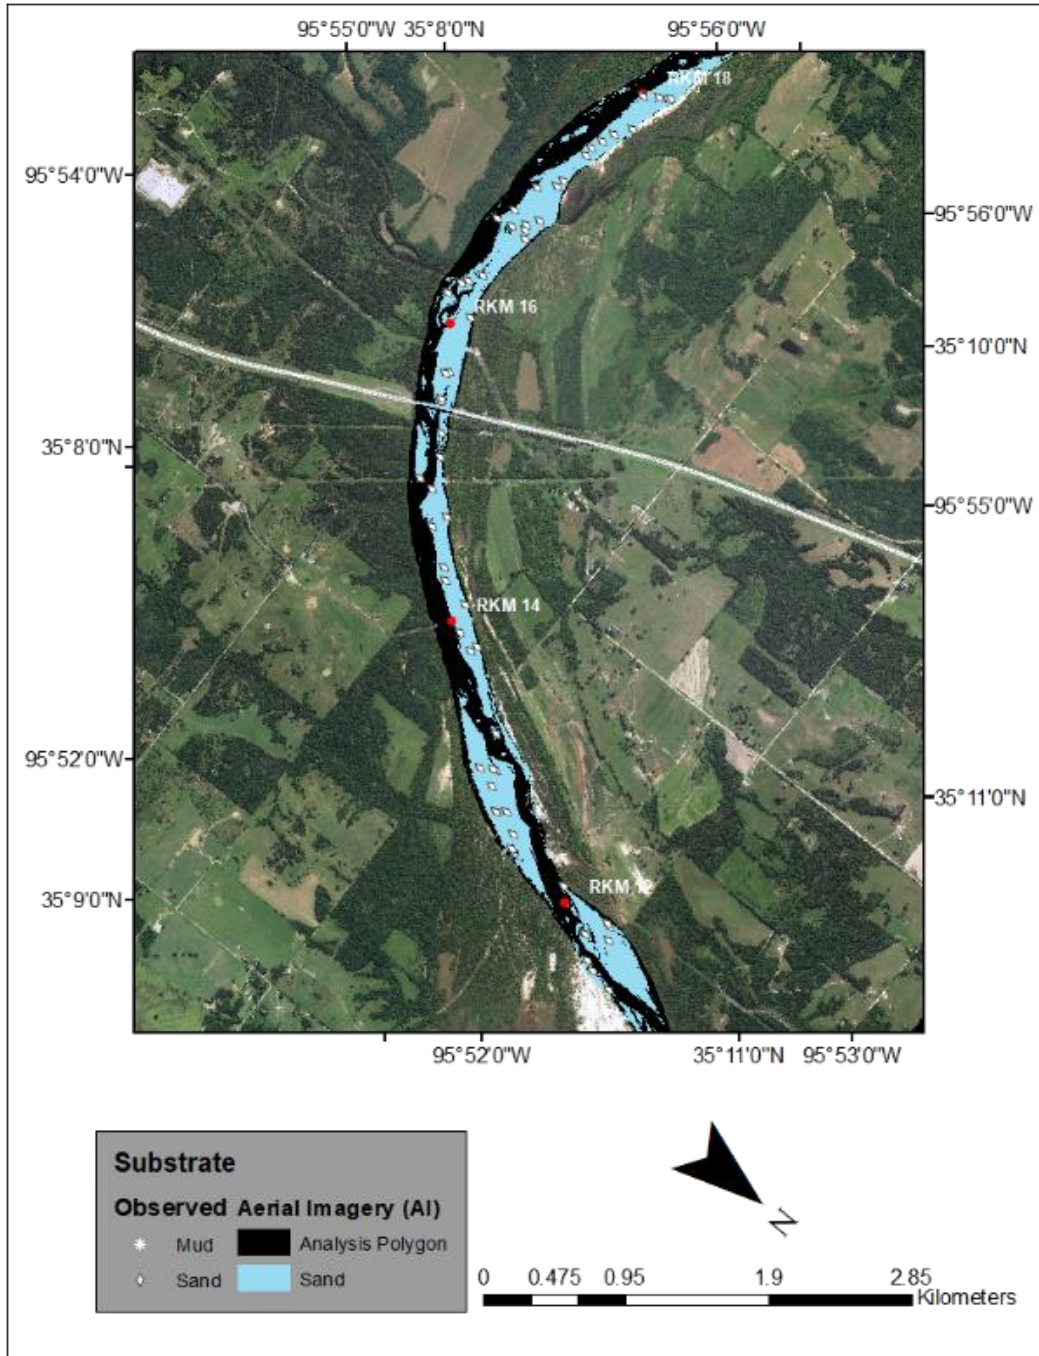 95°55'0"W 35°8'0"N 95°56'0"W
RKM 18
95°54'0"W
95°56'0"W
RKM 16
35°10'0"N
35°8'0"N
95°55'0"W
RKM 14
95°52'0"W
35°11'0"N
RKM 12
35°9'0"N
95°52'0"W 35°11'0"N 95°53'0"W
Substrate
Observed Aerial Imagery (AI)
Mud Analysis Polygon
Sand Sand
N
0 0.475 0.95 1.9 2.85
Kilometers